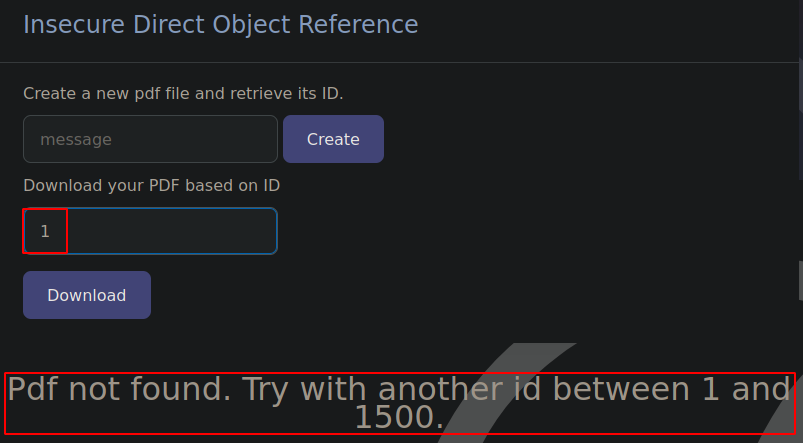 Insecure Direct Object Reference
Create a new pdf file and retrieve its ID.
message
Create
Download your PDF based on ID
1
Download
Pdf not found. Try with another id between 1 and
1500.